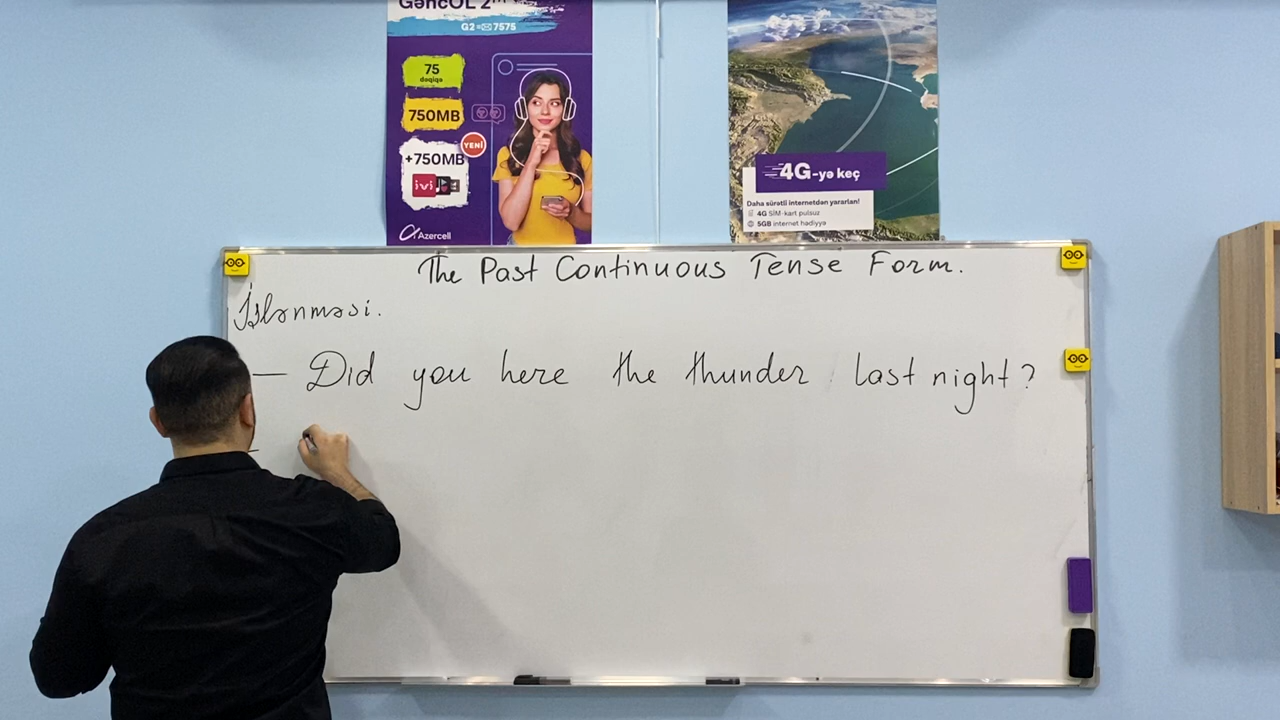 GəncOL 2
G2 7575
75
dəqiqə
750MB
YENİ
+750MB
ivi
Azercell
4G-yə keç
Daha sürətli internetdən yararlan!
4G SİM-kart pulsuz
5GB internet hədiyyə
The Past Continuous Tense Form.
İşlənməsi.
— Did you here the thunder last night?